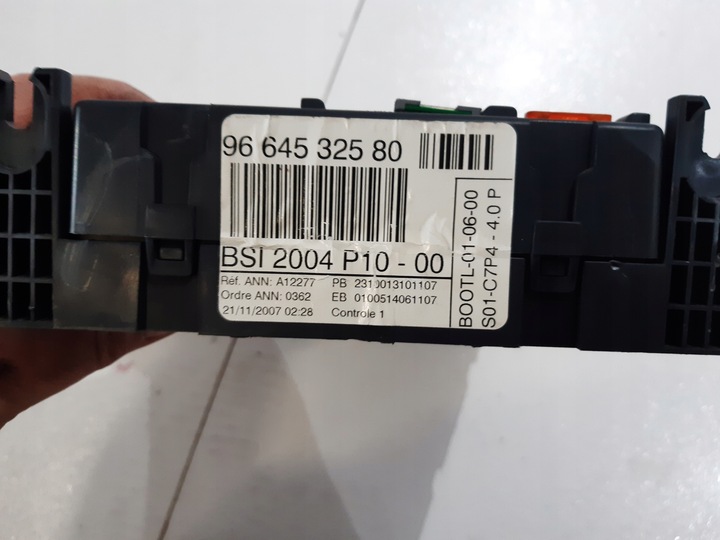 96 645 325 80
BSI 2004 P10 - 00
Réf. ANN: A12277 PB 2310013101107
Ordre ANN: 0362 EB 0100514061107
21/11/2007 02:28 Controle 1
BOOTL-01-06-00
S01-C7P4 - 4.0 P